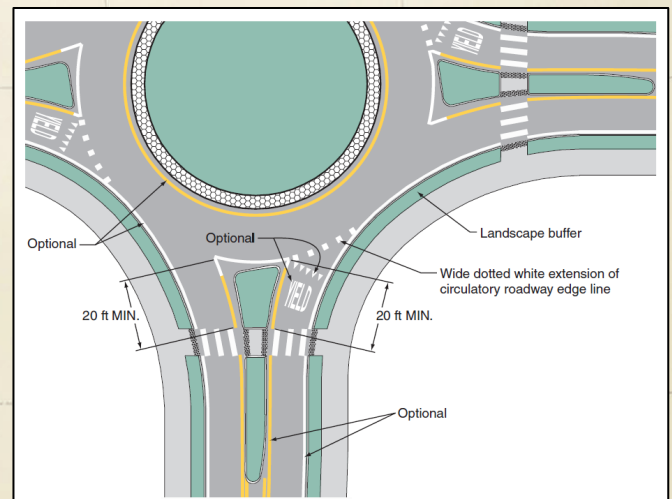 YIELD
YIELD
Optional
Optional
Landscape buffer
Wide dotted white extension of
circulatory roadway edge line
YIELD
20 ft MIN.
20 ft MIN.
Optional